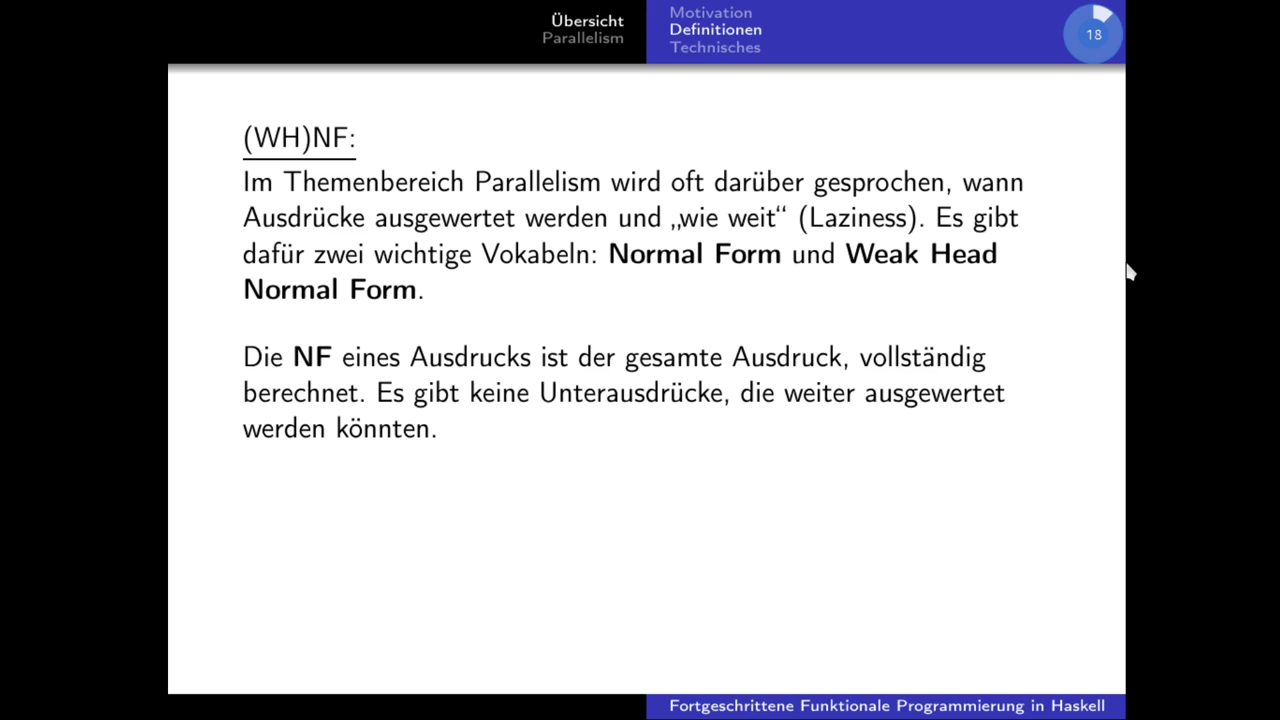 Übersicht
Parallelism
Motivation
Definitionen
Technisches
18
(WH)NF:
Im Themenbereich Parallelism wird oft darüber gesprochen, wann
Ausdrücke ausgewertet werden und „wie weit“ (Laziness). Es gibt
dafür zwei wichtige Vokabeln: Normal Form und Weak Head
Normal Form.
Die NF eines Ausdrucks ist der gesamte Ausdruck, vollständig
berechnet. Es gibt keine Unterausdrücke, die weiter ausgewertet
werden könnten.
Fortgeschrittene Funktionale Programmierung in Haskell